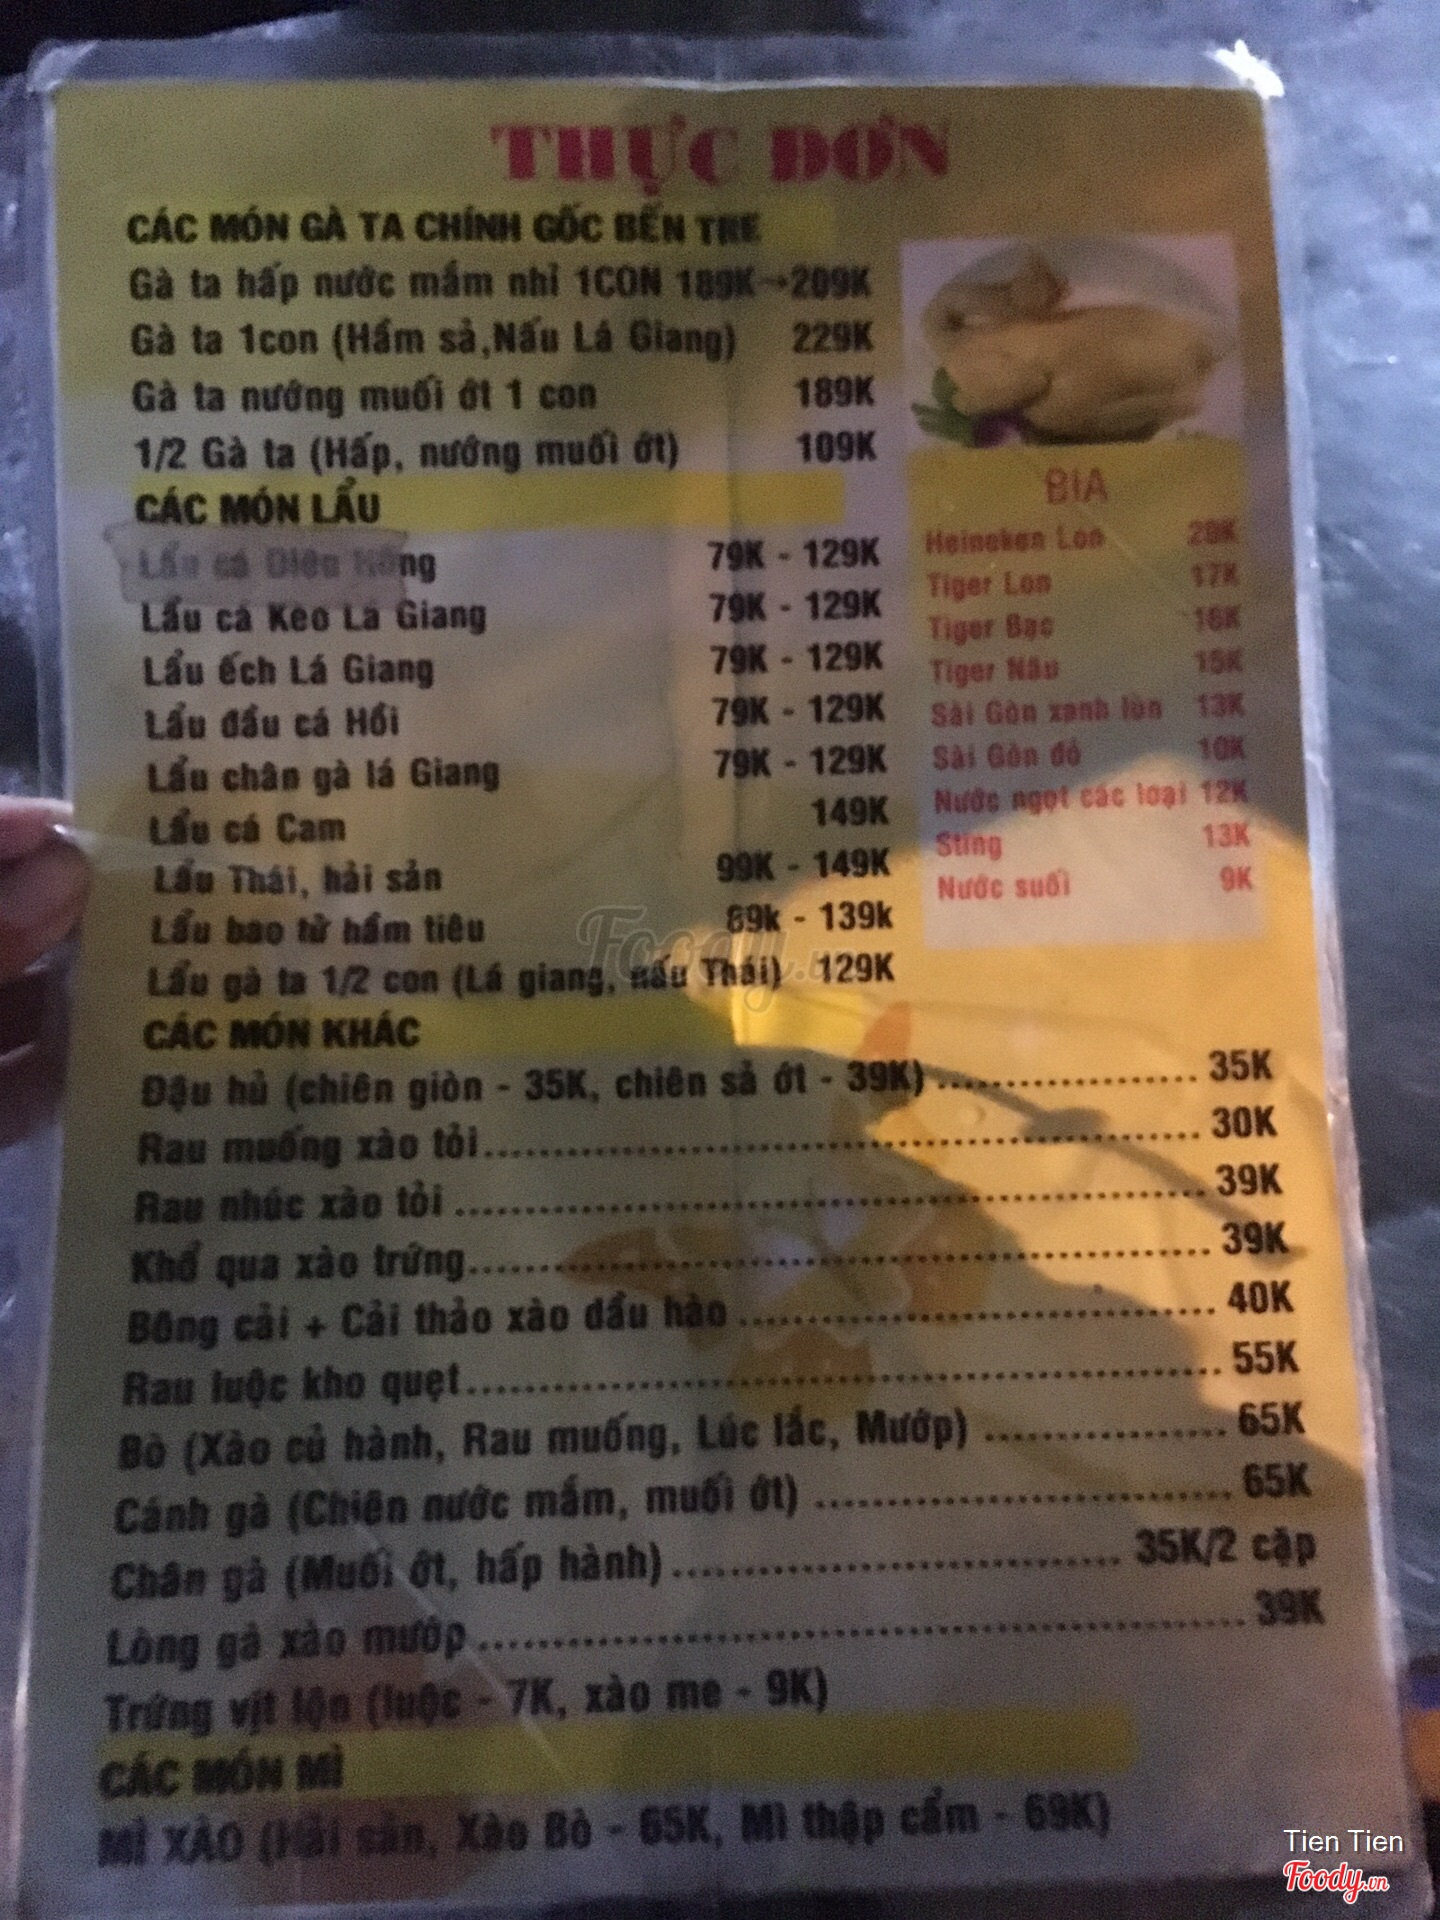 THỰC ĐƠN
CÁC MÓN GÀ TA CHÍNH GỐC BẾN TRE
Gà ta hấp nước mắm nhỉ 1CON 189K→209K
Gà ta 1con (Hầm sả,Nấu Lá Giang) 229K
Gà ta nướng muối ớt 1 con 189K
1/2 Gà ta (Hấp, nướng muối ớt) 109K
CÁC MÓN LẨU
Lẩu cá Diêu Hồng 79K - 129K
Lẩu cá Kèo Lá Giang 79K - 129K
Lẩu ếch Lá Giang 79K - 129K
Lẩu đầu cá Hồi 79K - 129K
Lẩu chân gà lá Giang 79K - 129K
Lẩu cá Cam 149K
Lẩu Thái, hải sản 99K - 149K
Lẩu bao tử hầm tiêu 89k - 139k
Lẩu gà ta 1/2 con (Lá giang, nấu Thái) 129K
BIA
Heineken Lon 20K
Tiger Lon 17K
Tiger Bạc 16K
Tiger Nâu 15K
Sài Gòn xanh lùn 13K
Sài Gòn đỏ 10K
Nước ngọt các loại 12K
Sting 13K
Nước suối 9K
CÁC MÓN KHÁC
Đậu hủ (chiên giòn - 35K, chiên sả ớt - 39K) .................. 35K
Rau muống xào tỏi.................. 30K
Rau nhúc xào tỏi .................. 39K
Khổ qua xào trứng.................. 39K
Bông cải + Cải thảo xào dầu hào .................. 40K
Rau luộc kho quẹt.................. 55K
Bò (Xào củ hành, Rau muống, Lúc lắc, Mướp) .................. 65K
Cánh gà (Chiên nước mắm, muối ớt) .................. 65K
Chân gà (Muối ớt, hấp hành) .................. 35K/2 cặp
Lòng gà xào mướp .................. 39K
Trứng vịt lộn (luộc - 7K, xào me - 9K)
CÁC MÓN MÌ
MÌ XÀO (Hải sản, Xào Bò - 65K, Mì thập cẩm - 69K)
Foody.vn
Tien Tien
Foody.vn